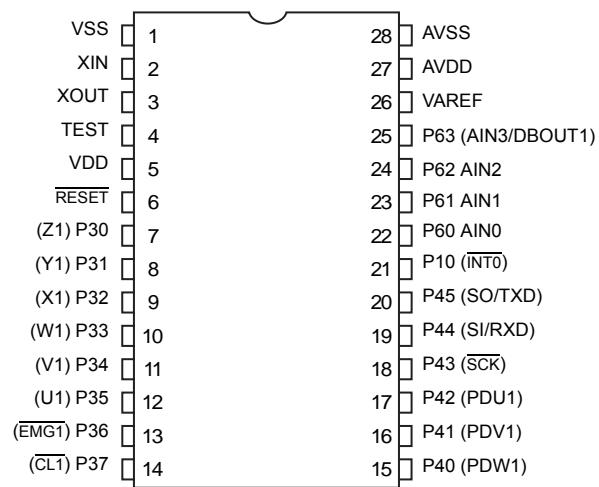 VSS 1 28 AVSS
XIN 2 27 AVDD
XOUT 3 26 VAREF
TEST 4 25 P63 (AIN3/DBOUT1)
VDD 5 24 P62 AIN2
RESET 6 23 P61 AIN1
(Z1) P30 7 22 P60 AIN0
(Y1) P31 8 21 P10 (INT0)
(X1) P32 9 20 P45 (SO/TXD)
(W1) P33 10 19 P44 (SI/RXD)
(V1) P34 11 18 P43 (SCK)
(U1) P35 12 17 P42 (PDU1)
(EMG1) P36 13 16 P41 (PDV1)
(CL1) P37 14 15 P40 (PDW1)